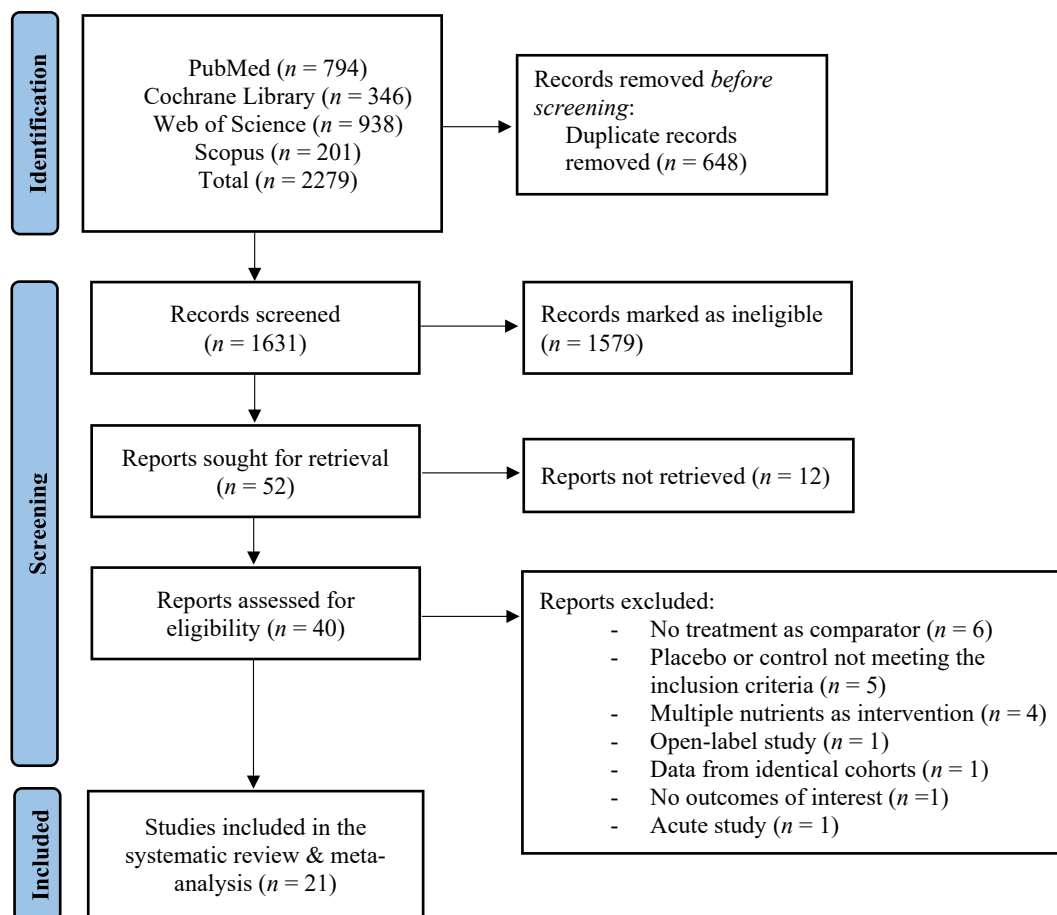 Identification
PubMed (n = 794)
Cochrane Library (n = 346)
Web of Science (n = 938)
Scopus (n = 201)
Total (n = 2279)
Records removed before
screening:
Duplicate records
removed (n = 648)
Screening
Records screened
(n = 1631)
Records marked as ineligible
(n = 1579)
Reports sought for retrieval
(n = 52)
Reports not retrieved (n = 12)
Reports assessed for
eligibility (n = 40)
Reports excluded:
- No treatment as comparator (n = 6)
- Placebo or control not meeting the
inclusion criteria (n = 5)
- Multiple nutrients as intervention (n = 4)
- Open-label study (n = 1)
- Data from identical cohorts (n = 1)
- No outcomes of interest (n =1)
- Acute study (n = 1)
Included
Studies included in the
systematic review & meta-
analysis (n = 21)